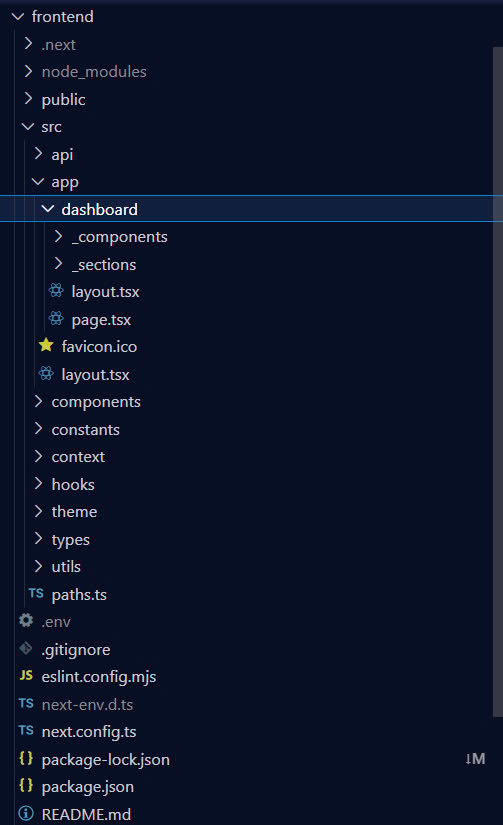 frontend
.next
node_modules
public
src
api
app
dashboard
_components
_sections
layout.tsx
page.tsx
favicon.ico
layout.tsx
components
constants
context
hooks
theme
types
utils
TS paths.ts
.env
.gitignore
JS eslint.config.mjs
TS next-env.d.ts
TS next.config.ts
{} package-lock.json ↓M
{} package.json
README.md